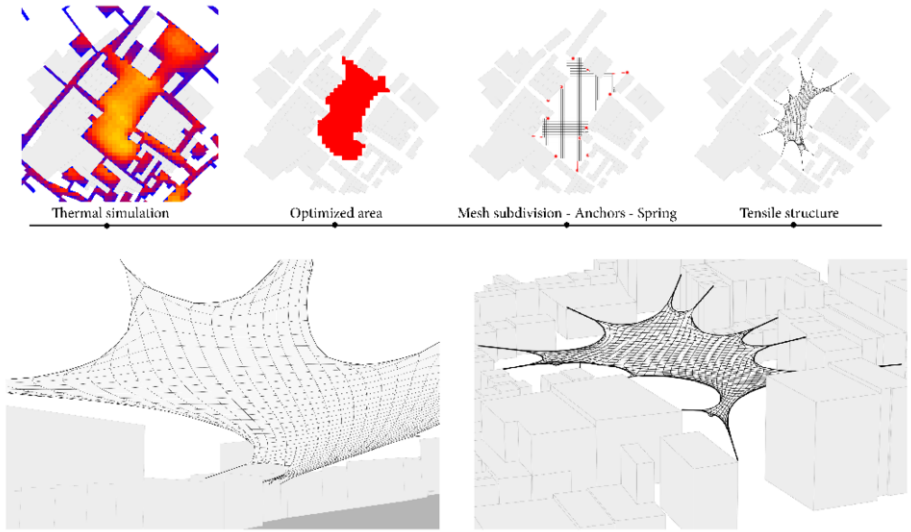 Thermal simulation
Optimized area
Mesh subdivision - Anchors - Spring
Tensile structure